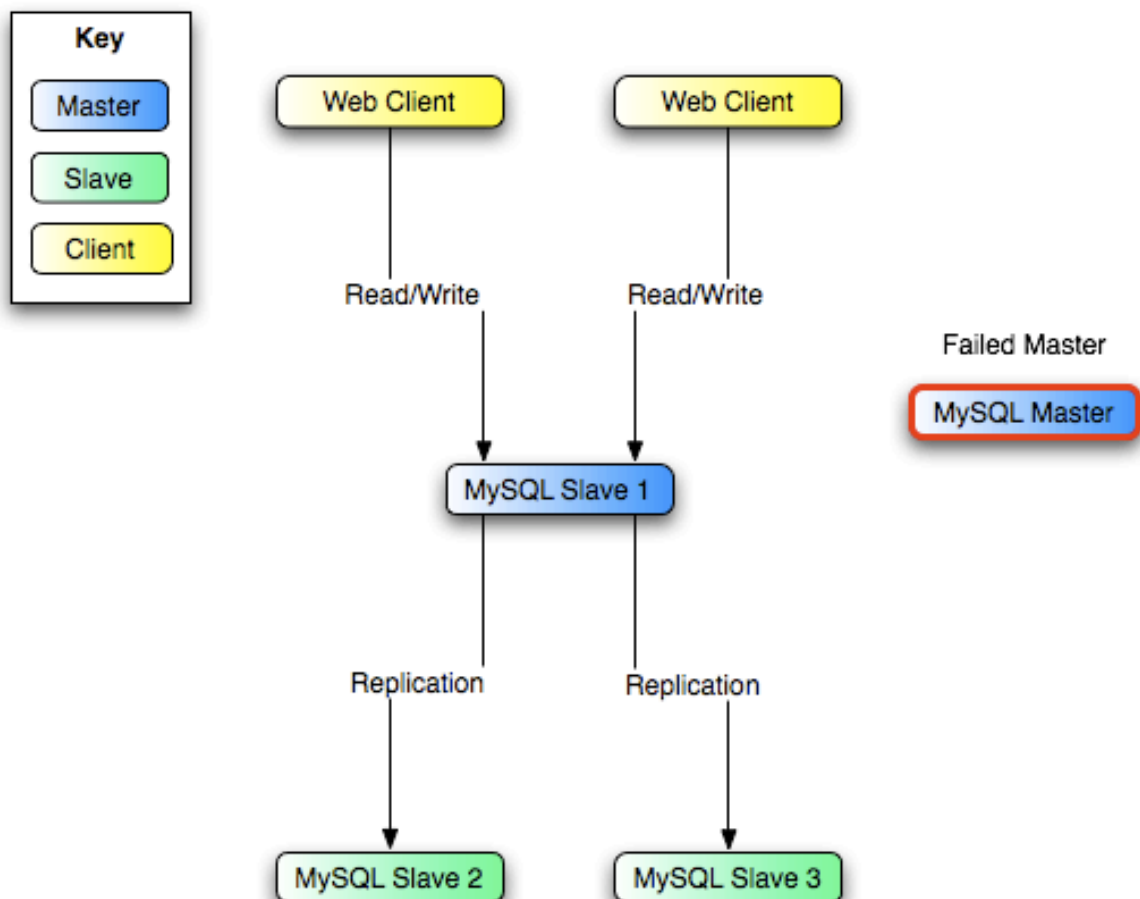 Key
Master
Slave
Client
Web Client
Web Client
Read/Write
Read/Write
Failed Master
MySQL Master
MySQL Slave 1
Replication
Replication
MySQL Slave 2
MySQL Slave 3